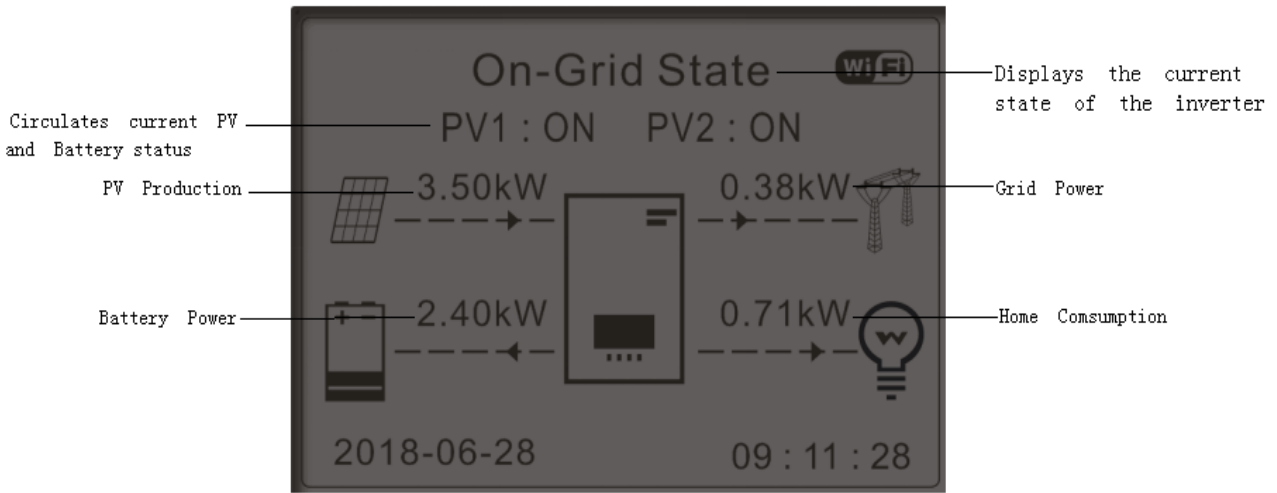 On-Grid State WiFi
Displays the current
state of the inverter
Circulates current PV
and Battery status
PV1 : ON PV2 : ON
PV Production
3.50kW
0.38kW
Grid Power
Battery Power
+ -
2.40kW
0.71kW
Home Comsumption
2018-06-28
09 : 11 : 28